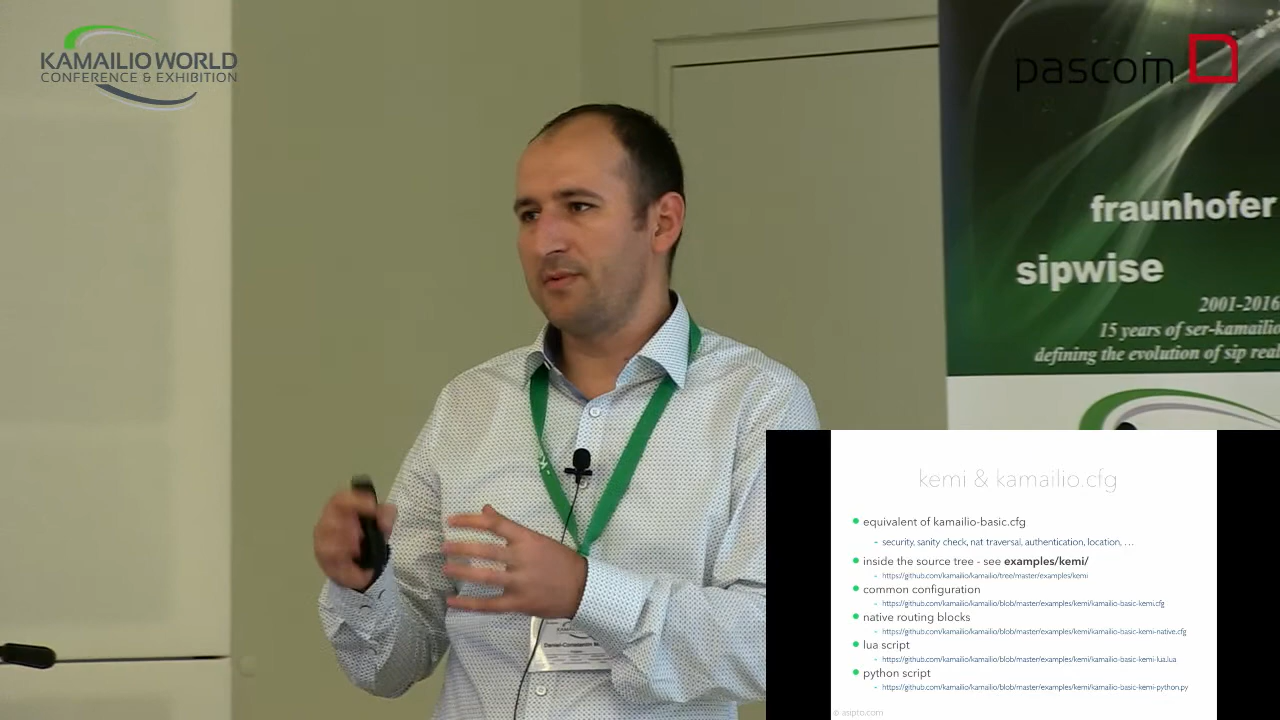 KAMAILIO WORLD
CONFERENCE & EXHIBITION
pascom
fraunhofer
sipwise
2001-2016
15 years of ser-kamailio
defining the evolution of sip real
Daniel-Constantin
kemi & kamailio.cfg
equivalent of kamailio-basic.cfg
- security, sanity check, nat traversal, authentication, location, …
inside the source tree - see examples/kemi/
- https://github.com/kamailio/kamailio/tree/master/examples/kemi
common configuration
- https://github.com/kamailio/kamailio/blob/master/examples/kemi/kamailio-basic-kemi.cfg
native routing blocks
- https://github.com/kamailio/kamailio/blob/master/examples/kemi/kamailio-basic-kemi-native.cfg
lua script
- https://github.com/kamailio/kamailio/blob/master/examples/kemi/kamailio-basic-kemi-lua.lua
python script
- https://github.com/kamailio/kamailio/blob/master/examples/kemi/kamailio-basic-kemi-python.py
© asipto.com